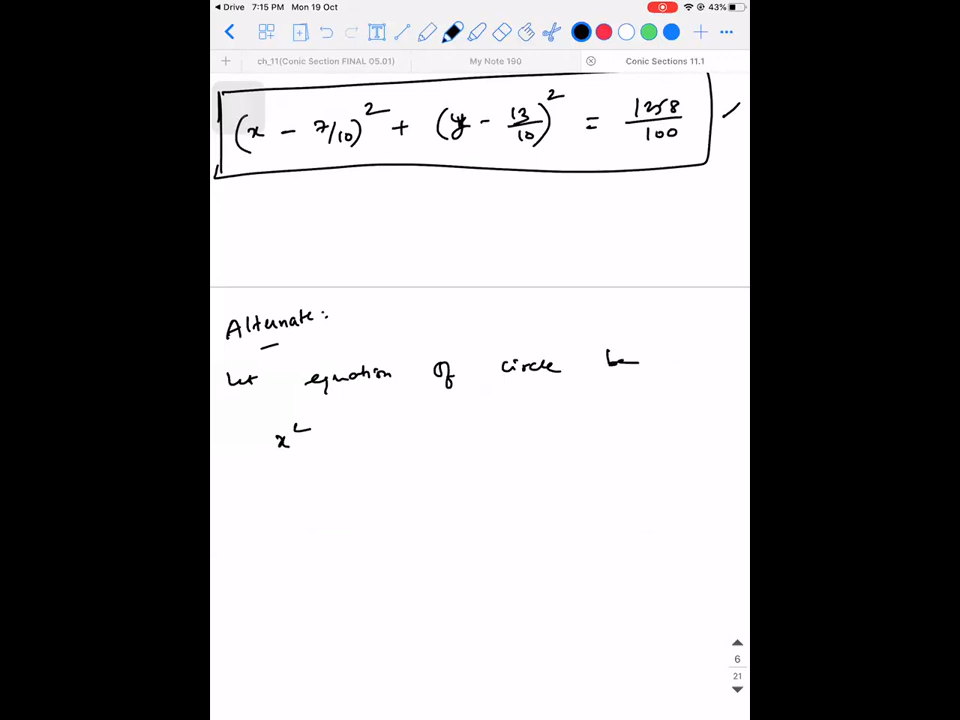 Drive 7:15 PM Mon 19 Oct 43%
ch_11(Conic Section FINAL 05.01) My Note 190 Conic Sections 11.1
(x - 7/10)² + (y - 13/10)² = 1258/100
Alternate:
Let equation of circle be
x²
6
21